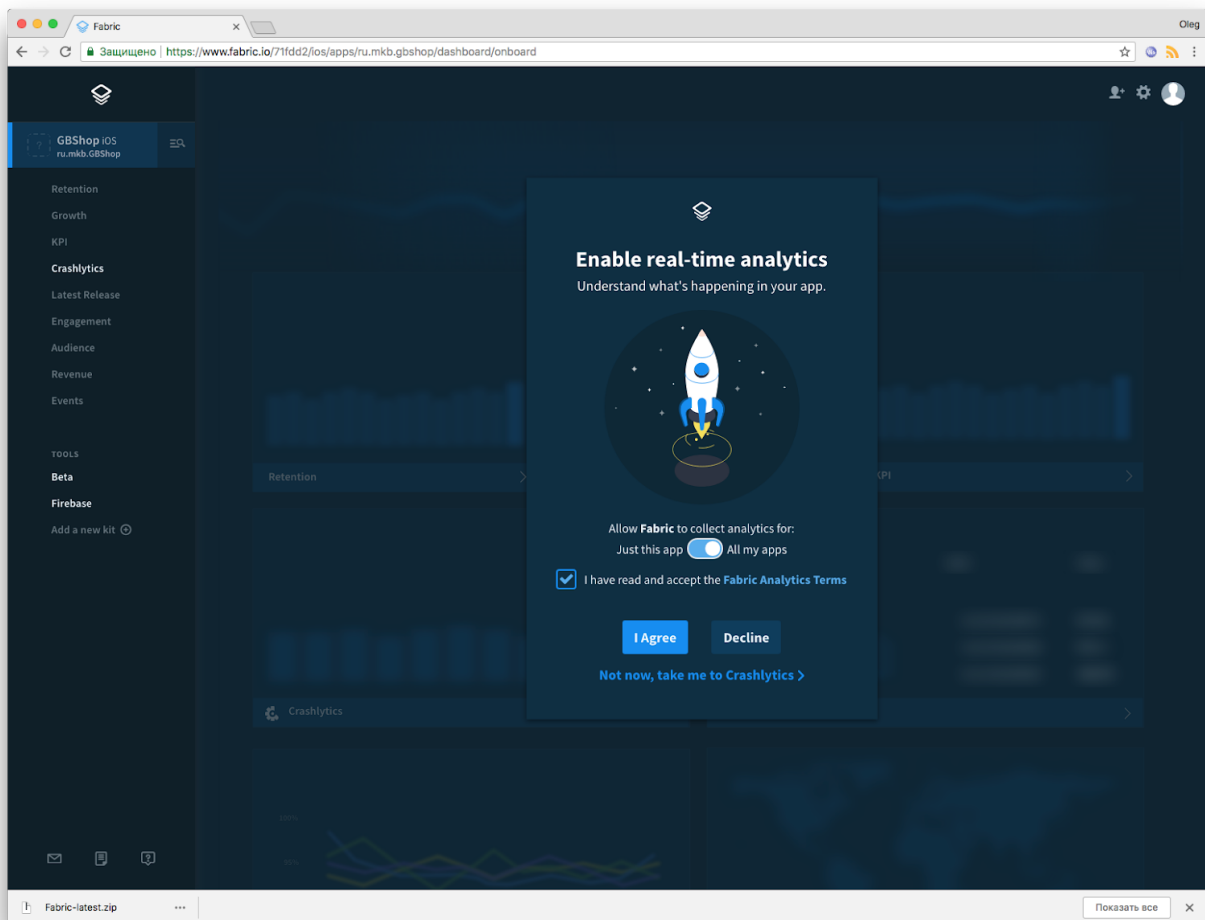 Fabric
Oleg
Защищено | https://www.fabric.io/71fdd2/ios/apps/ru.mkb.gbshop/dashboard/onboard
GBShop iOS
ru.mkb.GBShop
Retention
Growth
KPI
Crashlytics
Latest Release
Engagement
Audience
Revenue
Events
TOOLS
Beta
Firebase
Add a new kit
Enable real-time analytics
Understand what's happening in your app.
Allow Fabric to collect analytics for:
Just this app All my apps
I have read and accept the Fabric Analytics Terms
I Agree Decline
Not now, take me to Crashlytics
Retention
KPI
Crashlytics
100%
Fabric-latest.zip
Показать все